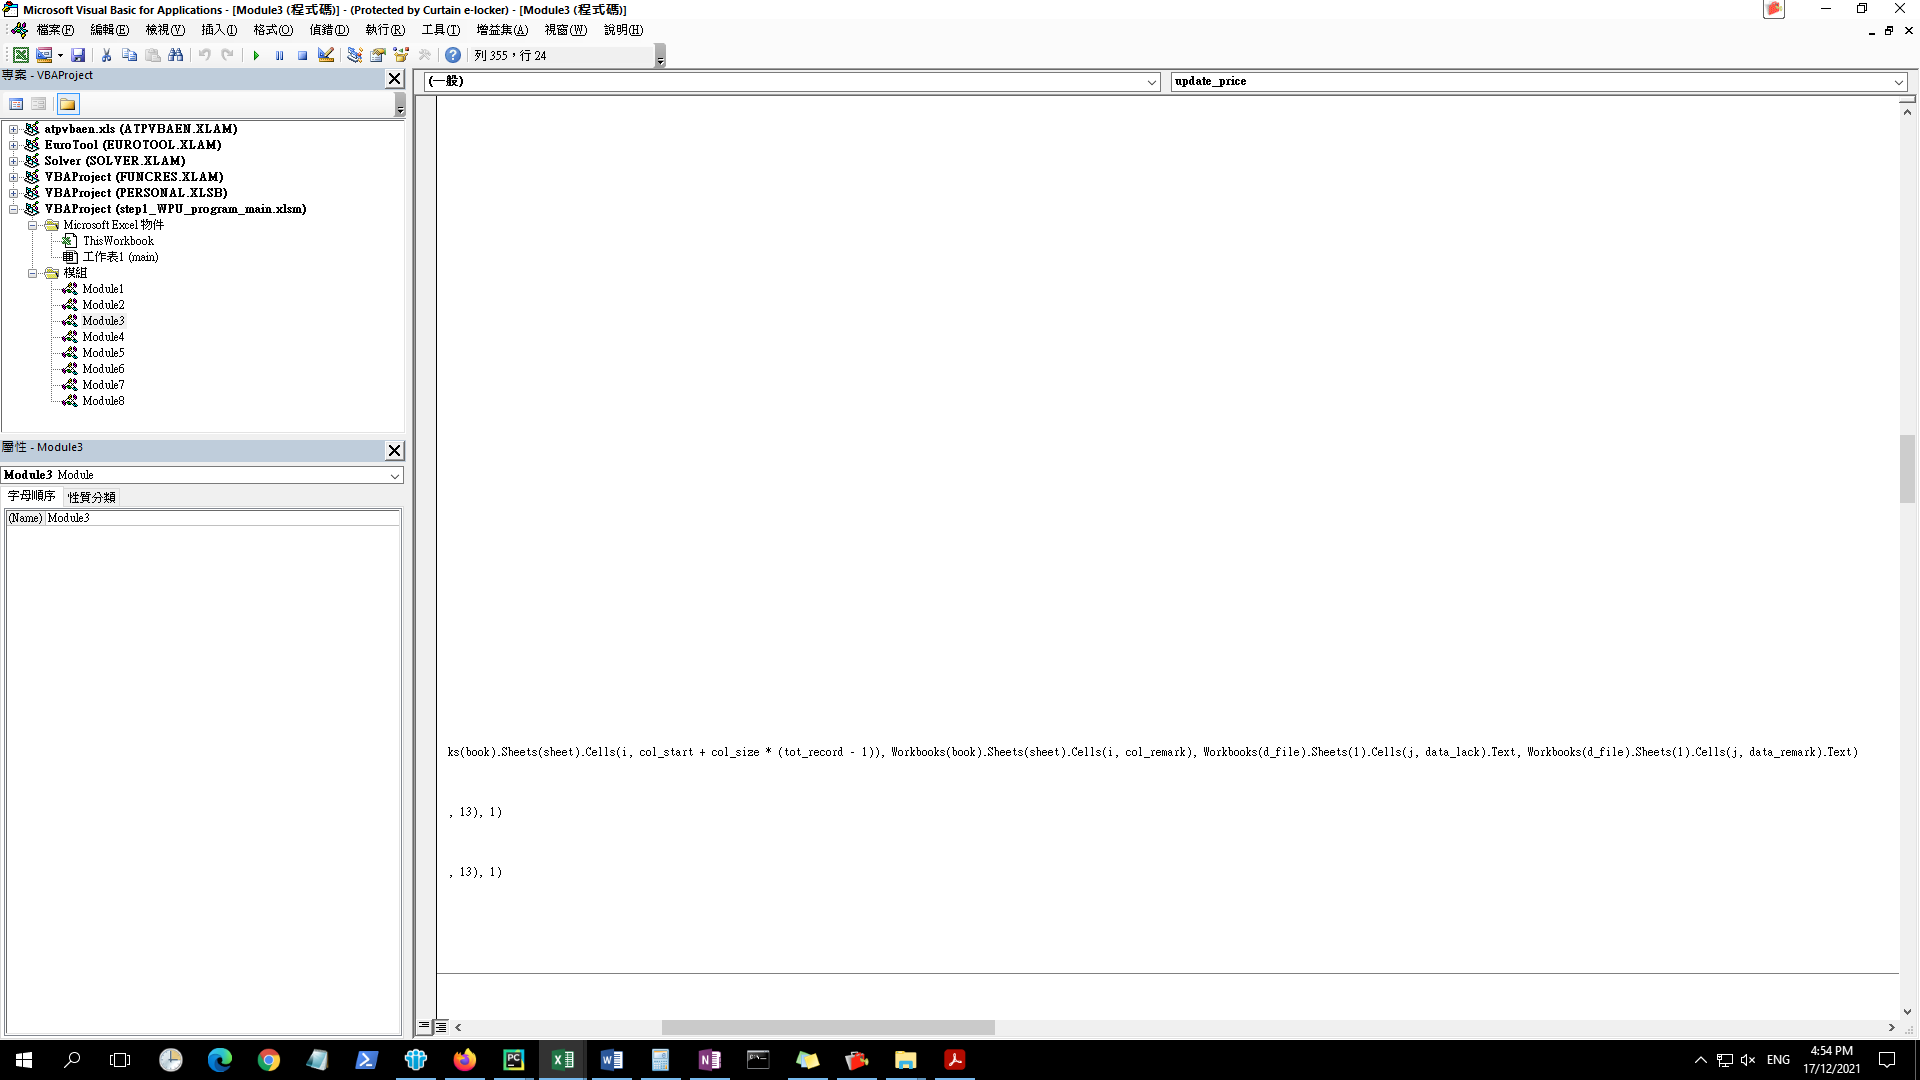 Microsoft Visual Basic for Applications - [Module3 (程式碼)] - (Protected by Curtain e-locker) - [Module3 (程式碼)]
檔案(F) 編輯(E) 檢視(V) 插入(I) 格式(O) 偵錯(D) 執行(R) 工具(T) 增益集(A) 視窗(W) 說明(H)
列 355，行 24
專案 - VBAProject
(一般)
update_price
atpvbaen.xls (ATPVBAEN.XLAM)
EuroTool (EUROTOOL.XLAM)
Solver (SOLVER.XLAM)
VBAProject (FUNCRES.XLAM)
VBAProject (PERSONAL.XLSB)
VBAProject (step1_WPU_program_main.xlsm)
Microsoft Excel 物件
ThisWorkbook
工作表1 (main)
模組
Module1
Module2
Module3
Module4
Module5
Module6
Module7
Module8
屬性 - Module3
Module3 Module
字母順序 性質分類
(Name) Module3
ks(book).Sheets(sheet).Cells(i, col_start + col_size * (tot_record - 1)), Workbooks(book).Sheets(sheet).Cells(i, col_remark), Workbooks(d_file).Sheets(1).Cells(j, data_lack).Text, Workbooks(d_file).Sheets(1).Cells(j, data_remark).Text)
, 13), 1)
, 13), 1)
ENG
4:54 PM
17/12/2021